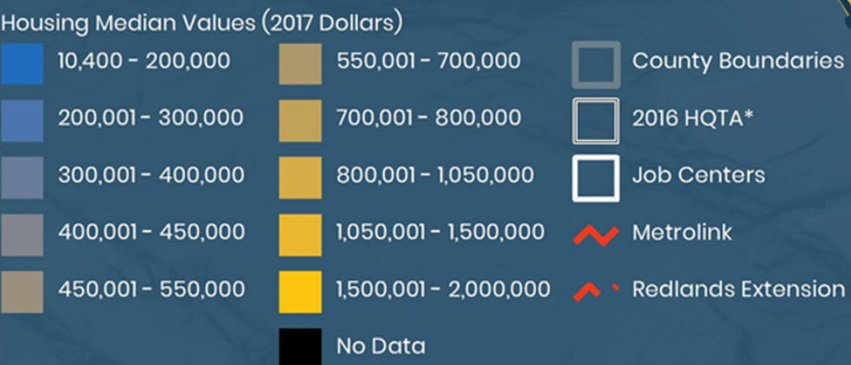 Housing Median Values (2017 Dollars)
10,400 - 200,000
200,001 - 300,000
300,001 - 400,000
400,001 - 450,000
450,001 - 550,000
550,001 - 700,000
700,001 - 800,000
800,001 - 1,050,000
1,050,001 - 1,500,000
1,500,001 - 2,000,000
No Data
County Boundaries
2016 HQTA*
Job Centers
Metrolink
Redlands Extension